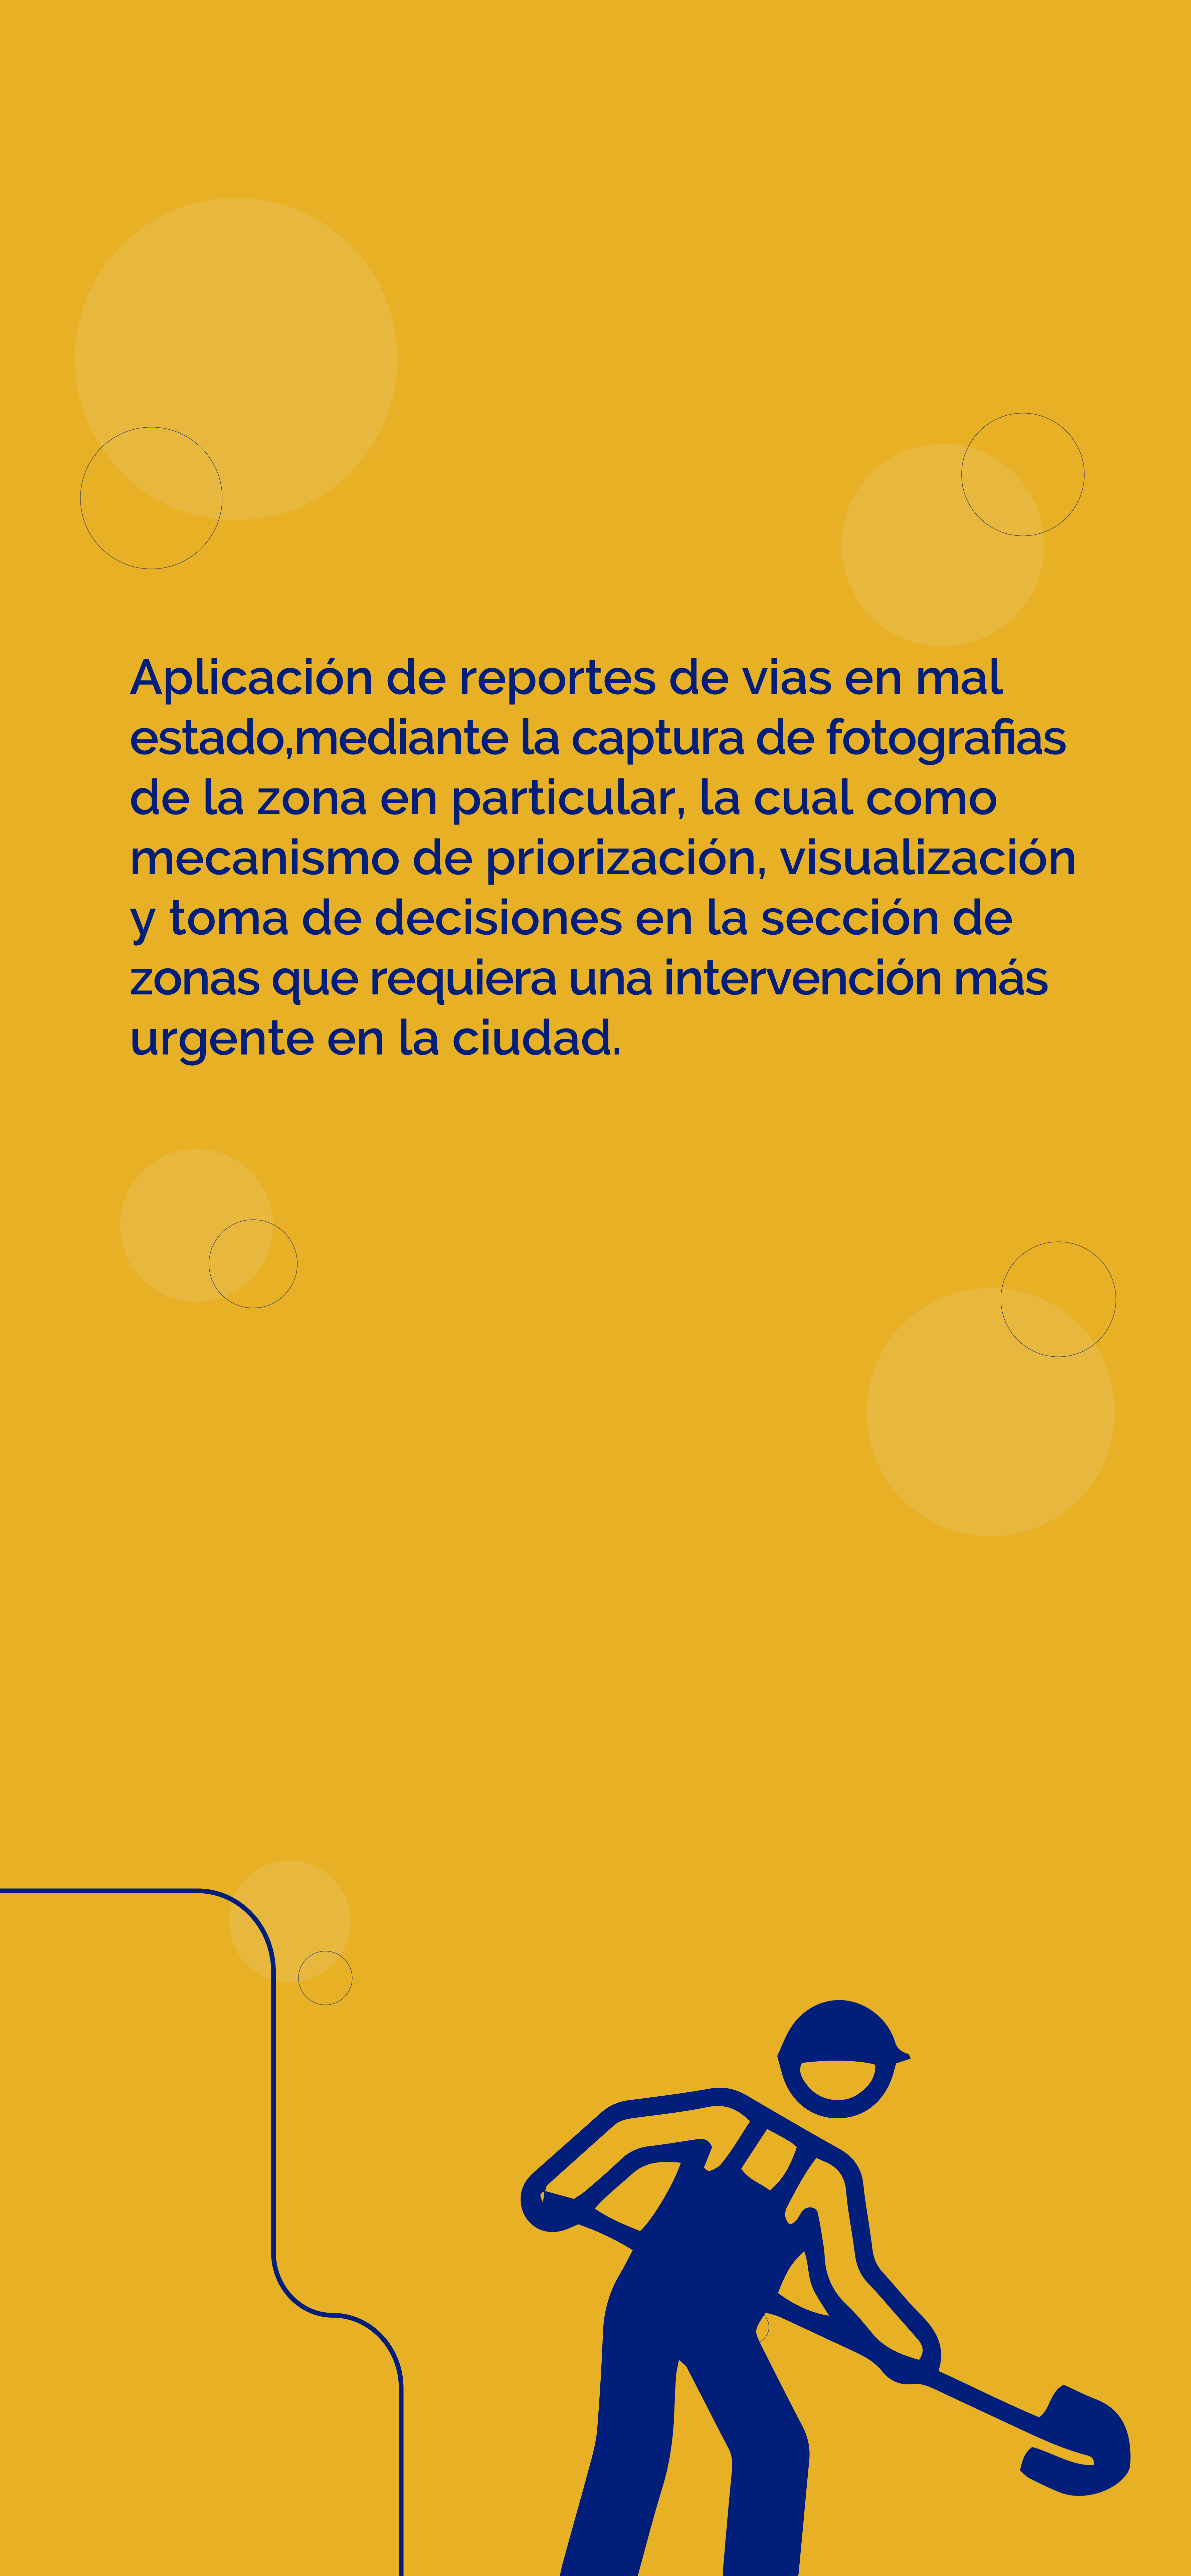 Aplicación de reportes de vias en mal
estado,mediante la captura de fotografias
de la zona en particular, la cual como
mecanismo de priorización, visualización
y toma de decisiones en la sección de
zonas que requiera una intervención más
urgente en la ciudad.